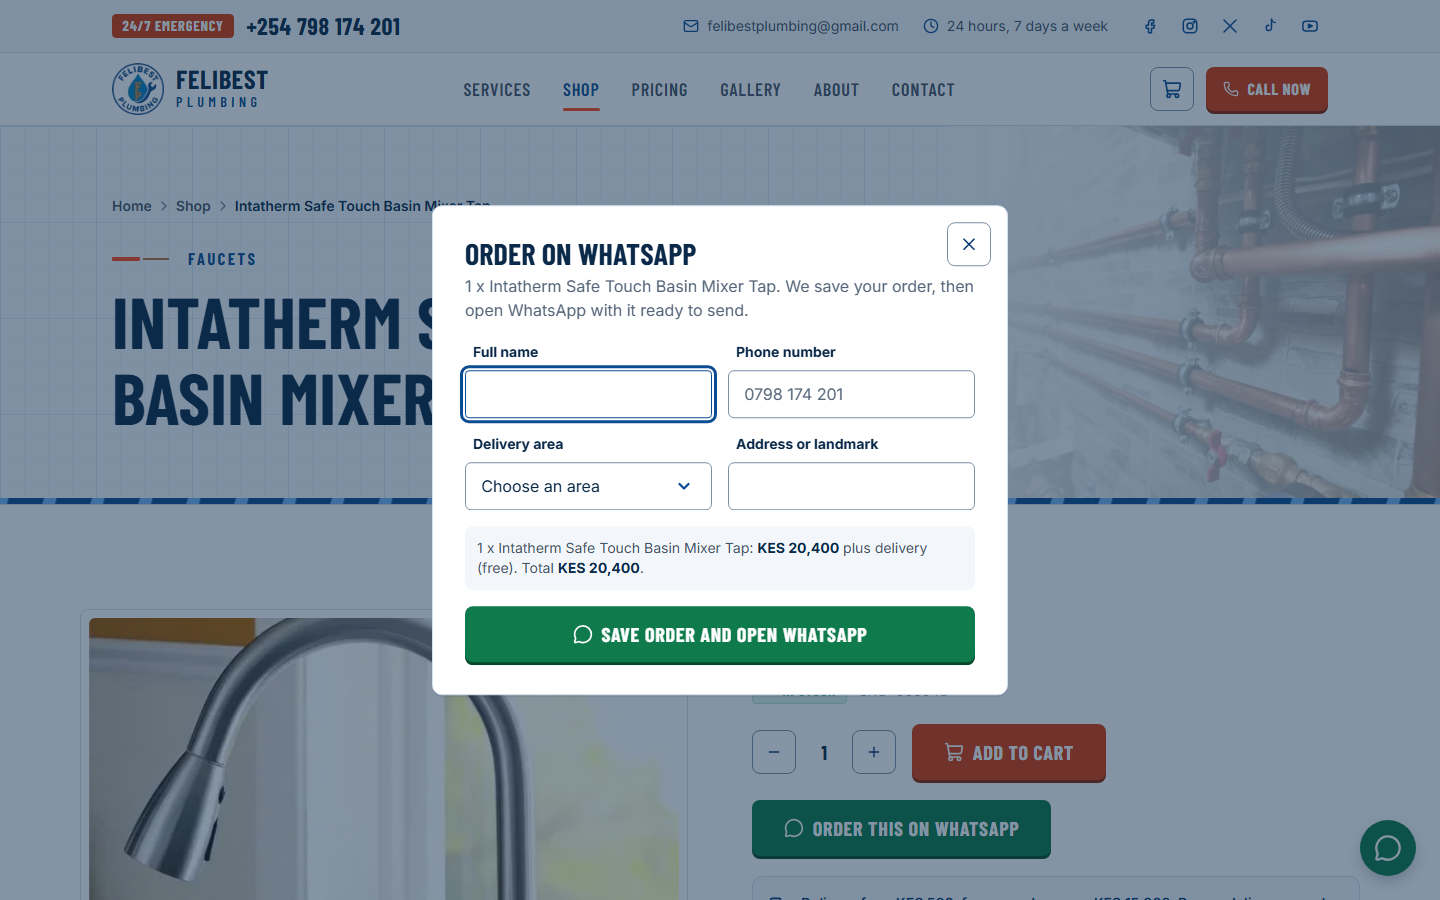 24/7 EMERGENCY +254 798 174 201 felibestplumbing@gmail.com 24 hours, 7 days a week
FELIBEST PLUMBING
FELIBEST
PLUMBING
SERVICES SHOP PRICING GALLERY ABOUT CONTACT
CALL NOW
Home > Shop > Intatherm Safe Touch Basin Mixer Tap
FAUCETS
INTATHERM S
BASIN MIXER
ORDER ON WHATSAPP
1 x Intatherm Safe Touch Basin Mixer Tap. We save your order, then
open WhatsApp with it ready to send.
Full name Phone number
0798 174 201
Delivery area Address or landmark
Choose an area
1 x Intatherm Safe Touch Basin Mixer Tap: KES 20,400 plus delivery
(free). Total KES 20,400.
SAVE ORDER AND OPEN WHATSAPP
1 ADD TO CART
ORDER THIS ON WHATSAPP